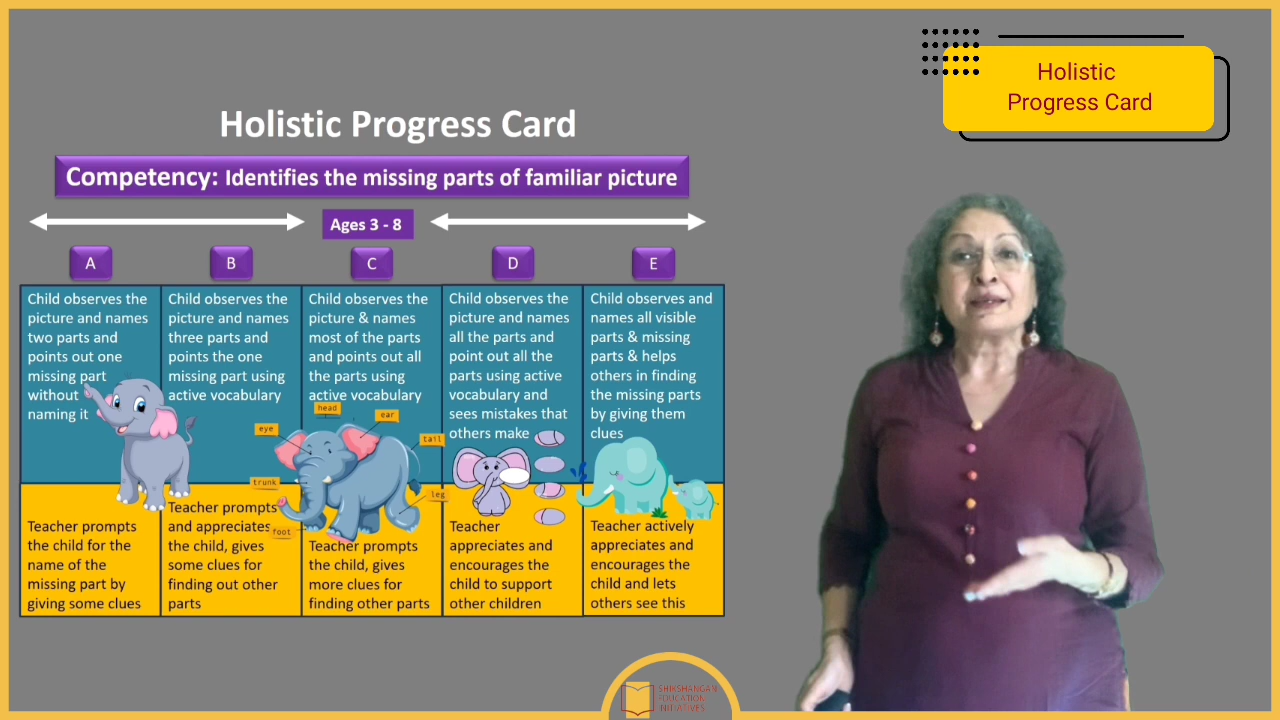 Holistic
Progress Card
Holistic Progress Card
Competency: Identifies the missing parts of familiar picture
Ages 3 - 8
A
B
C
D
E
Child observes the
picture and names
two parts and
points out one
missing part
without
naming it
Child observes the
picture and names
three parts and
points the one
missing part using
active vocabulary
Child observes the
picture & names
most of the parts
and points out all
the parts using
active vocabulary
Child observes the
picture and names
all the parts and
point out all the
parts using active
vocabulary and
sees mistakes that
others make
Child observes and
names all visible
parts & missing
parts & helps
others in finding
the missing parts
by giving them
clues
head
ear
eye
tail
trunk
leg
foot
Teacher prompts
the child for the
name of the
missing part by
giving some clues
Teacher prompts
and appreciates
the child, gives
some clues for
finding out other
parts
Teacher prompts
the child, gives
more clues for
finding other parts
Teacher
appreciates and
encourages the
child to support
other children
Teacher actively
appreciates and
encourages the
child and lets
others see this
SHIKSHANGAN
EDUCATION
INITIATIVES